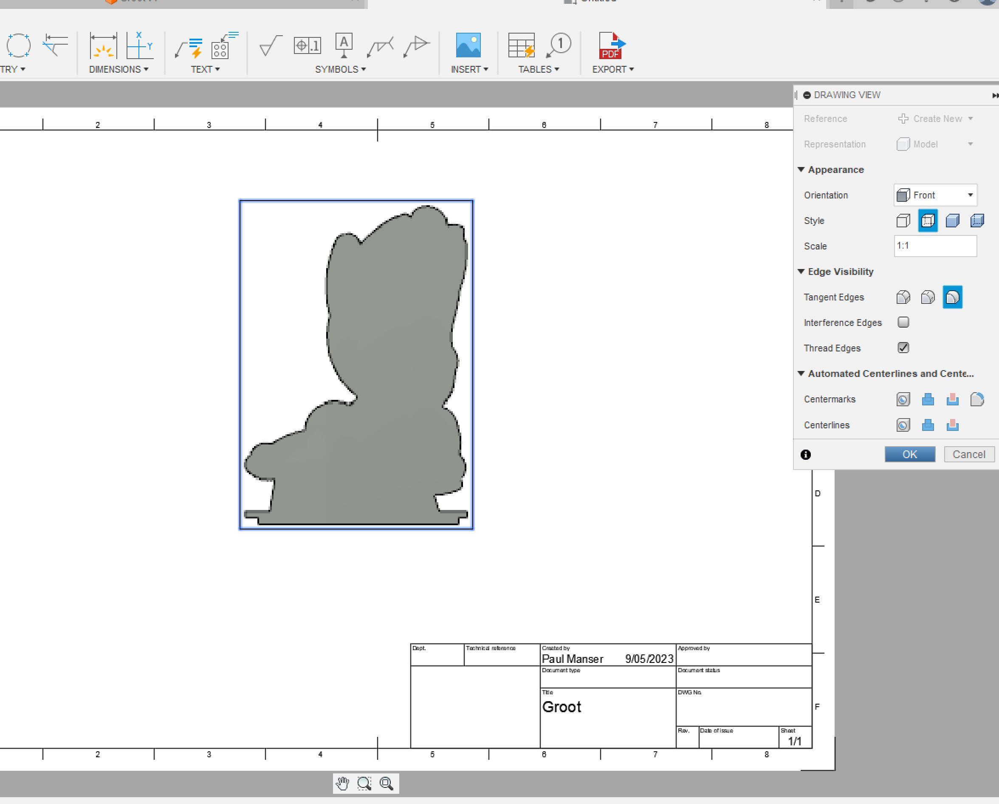 TRY
DIMENSIONS
TEXT
SYMBOLS
INSERT
TABLES
EXPORT
X
Y
.1
A
1
PDF
DRAWING VIEW
Reference
Create New
Representation
Model
Appearance
Orientation
Front
Style
Scale
1:1
Edge Visibility
Tangent Edges
Interference Edges
Thread Edges
Automated Centerlines and Cente...
Centermarks
Centerlines
OK
Cancel
2 3 4 5 6 7 8
D
E
F
Dept.
Technical reference
Created by
Paul Manser 9/05/2023
Approved by
Document type
Document status
Title
Groot
DWG No.
Rev.
Date of issue
Sheet
1/1
2 3 4 5 6 7 8